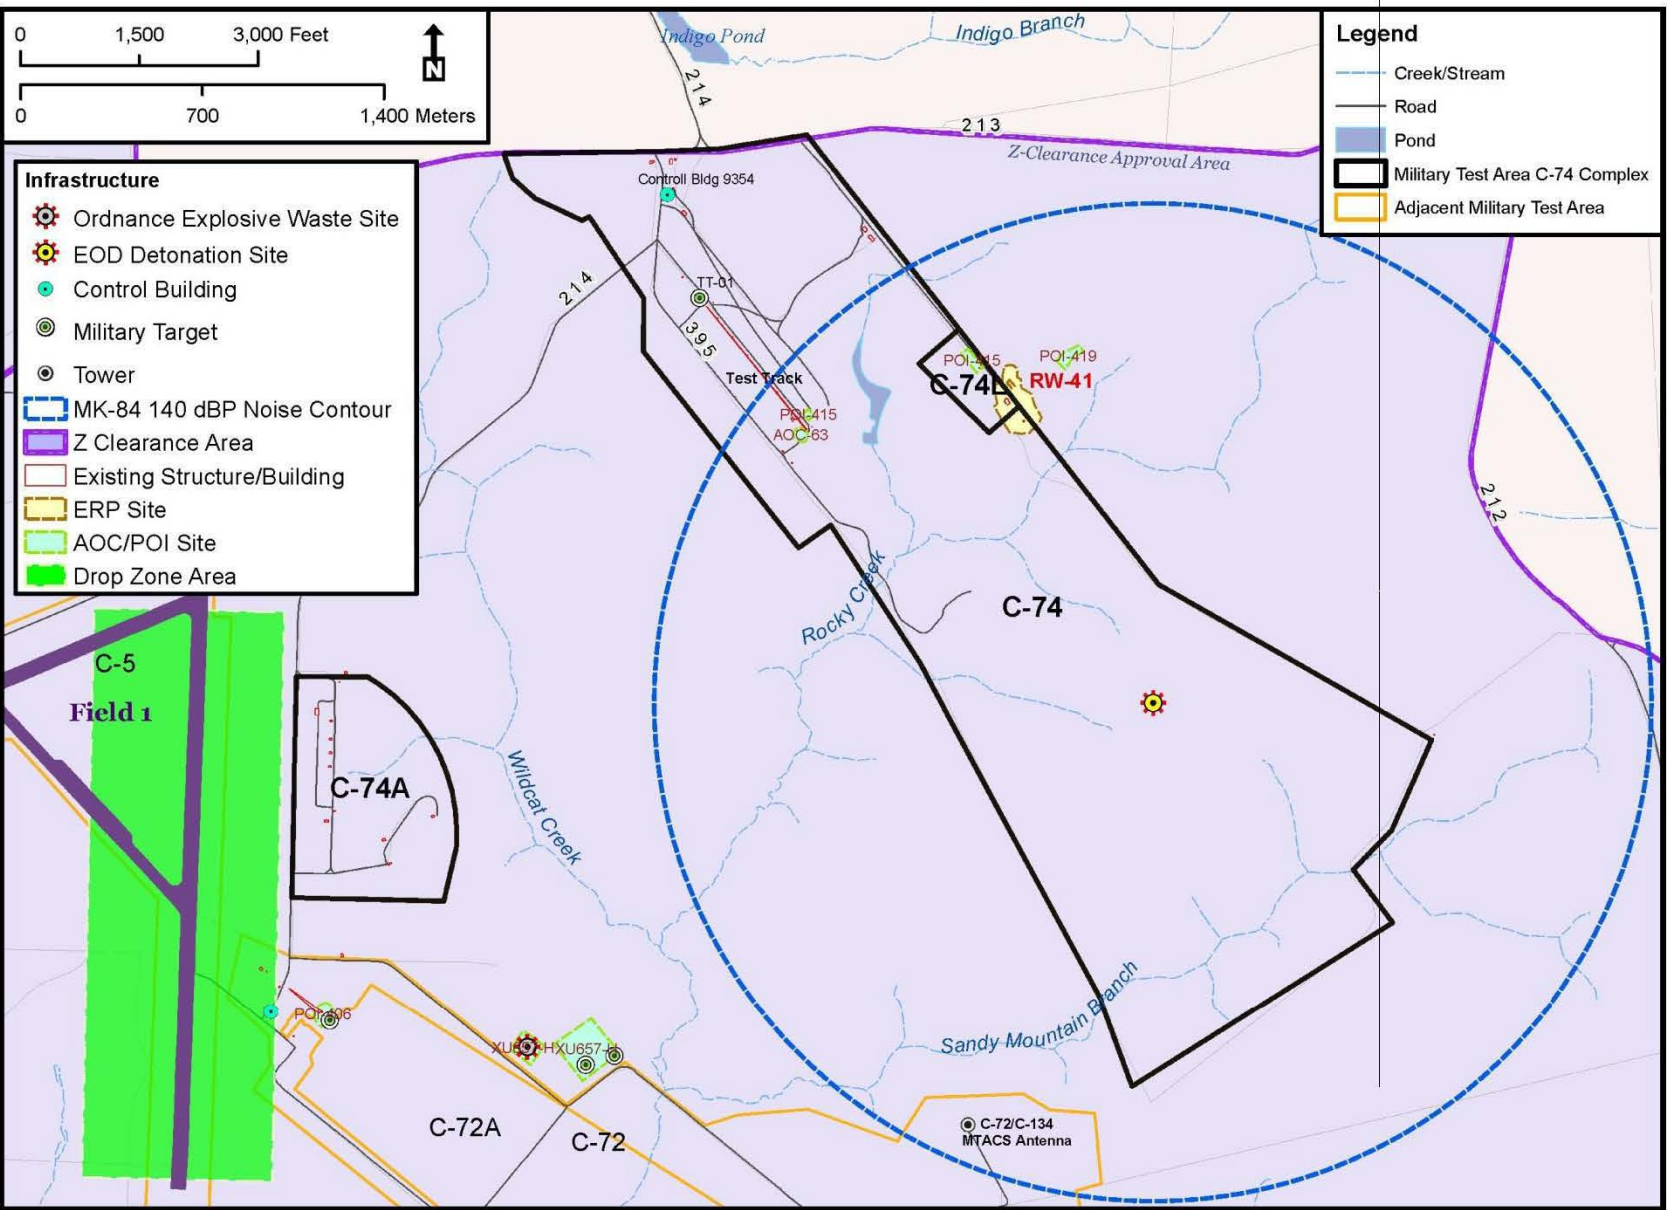 0 1,500 3,000 Feet
N
0 700 1,400 Meters
Infrastructure
Ordnance Explosive Waste Site
EOD Detonation Site
Control Building
Military Target
Tower
MK-84 140 dBP Noise Contour
Z Clearance Area
Existing Structure/Building
ERP Site
AOC/POI Site
Drop Zone Area
Legend
Creek/Stream
Road
Pond
Military Test Area C-74 Complex
Adjacent Military Test Area
Indigo Pond
Indigo Branch
214
213
Z-Clearance Approval Area
Controll Bldg 9354
214
TT-01
395
Test Track
POI-415
AOC-63
POI-415
POI-419
C-74L
RW-41
212
Rocky Creek
C-74
C-5
Field 1
C-74A
Wildcat Creek
Sandy Mountain Branch
POI-406
XU657-H
XU657-H
C-72A
C-72
C-72/C-134
MTACS Antenna